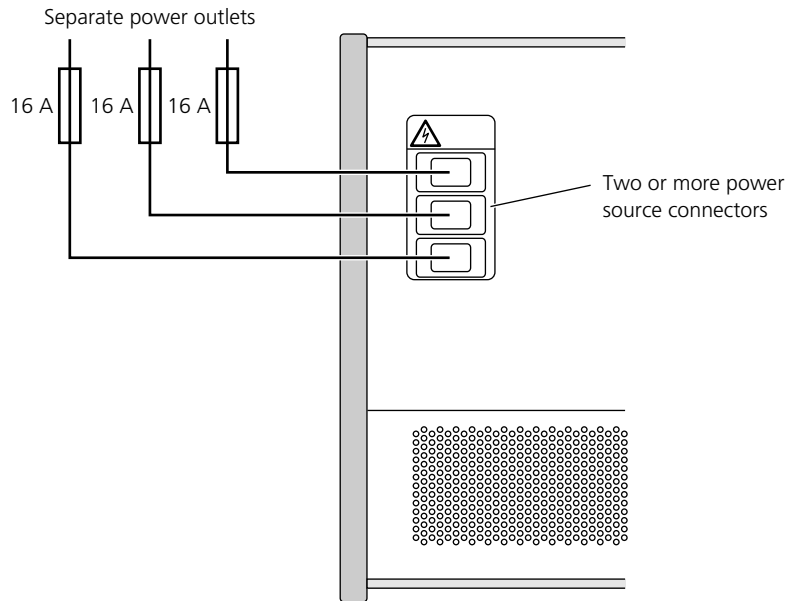 Separate power outlets
16 A 16 A 16 A
Two or more power
source connectors